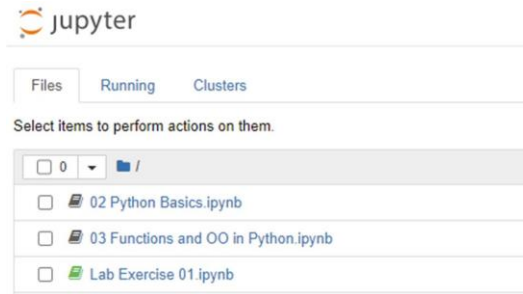 jupyter
Files Running Clusters
Select items to perform actions on them.
0 /
02 Python Basics.ipynb
03 Functions and OO in Python.ipynb
Lab Exercise 01.ipynb